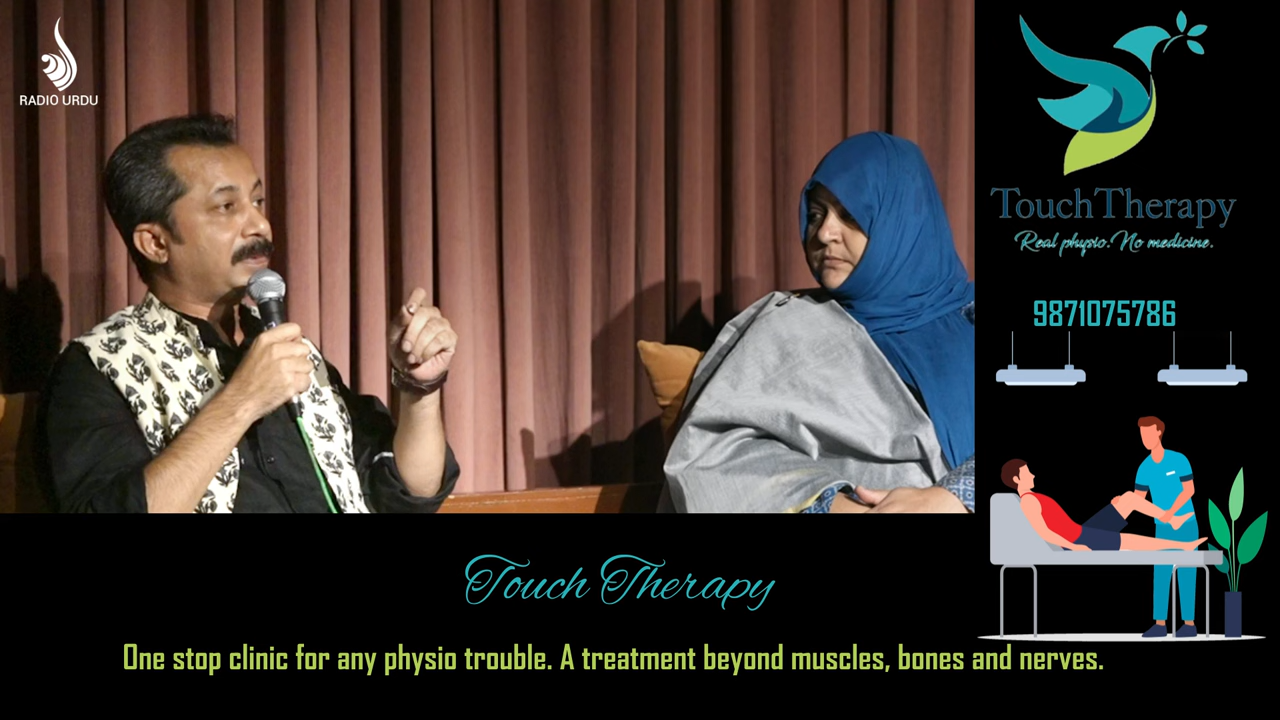 RADIO URDU
TouchTherapy
Real physio. No medicine.
9871075786
Touch Therapy
One stop clinic for any physio trouble. A treatment beyond muscles, bones and nerves.